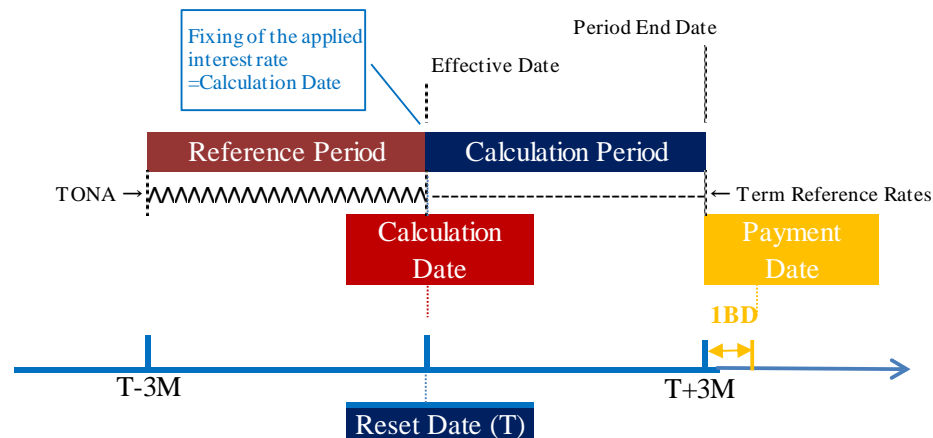 Period End Date
Fixing of the applied
interest rate
=Calculation Date
Effective Date
Reference Period
Calculation Period
TONA →
← Term Reference Rates
Calculation
Date
Payment
Date
1BD
T-3M
T+3M
Reset Date (T)